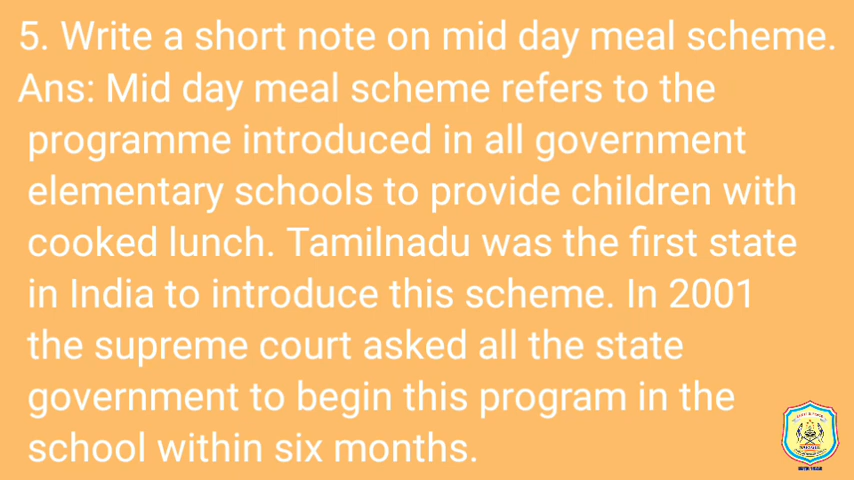 5. Write a short note on mid day meal scheme.
Ans: Mid day meal scheme refers to the
programme introduced in all government
elementary schools to provide children with
cooked lunch. Tamilnadu was the first state
in India to introduce this scheme. In 2001
the supreme court asked all the state
government to begin this program in the
school within six months.